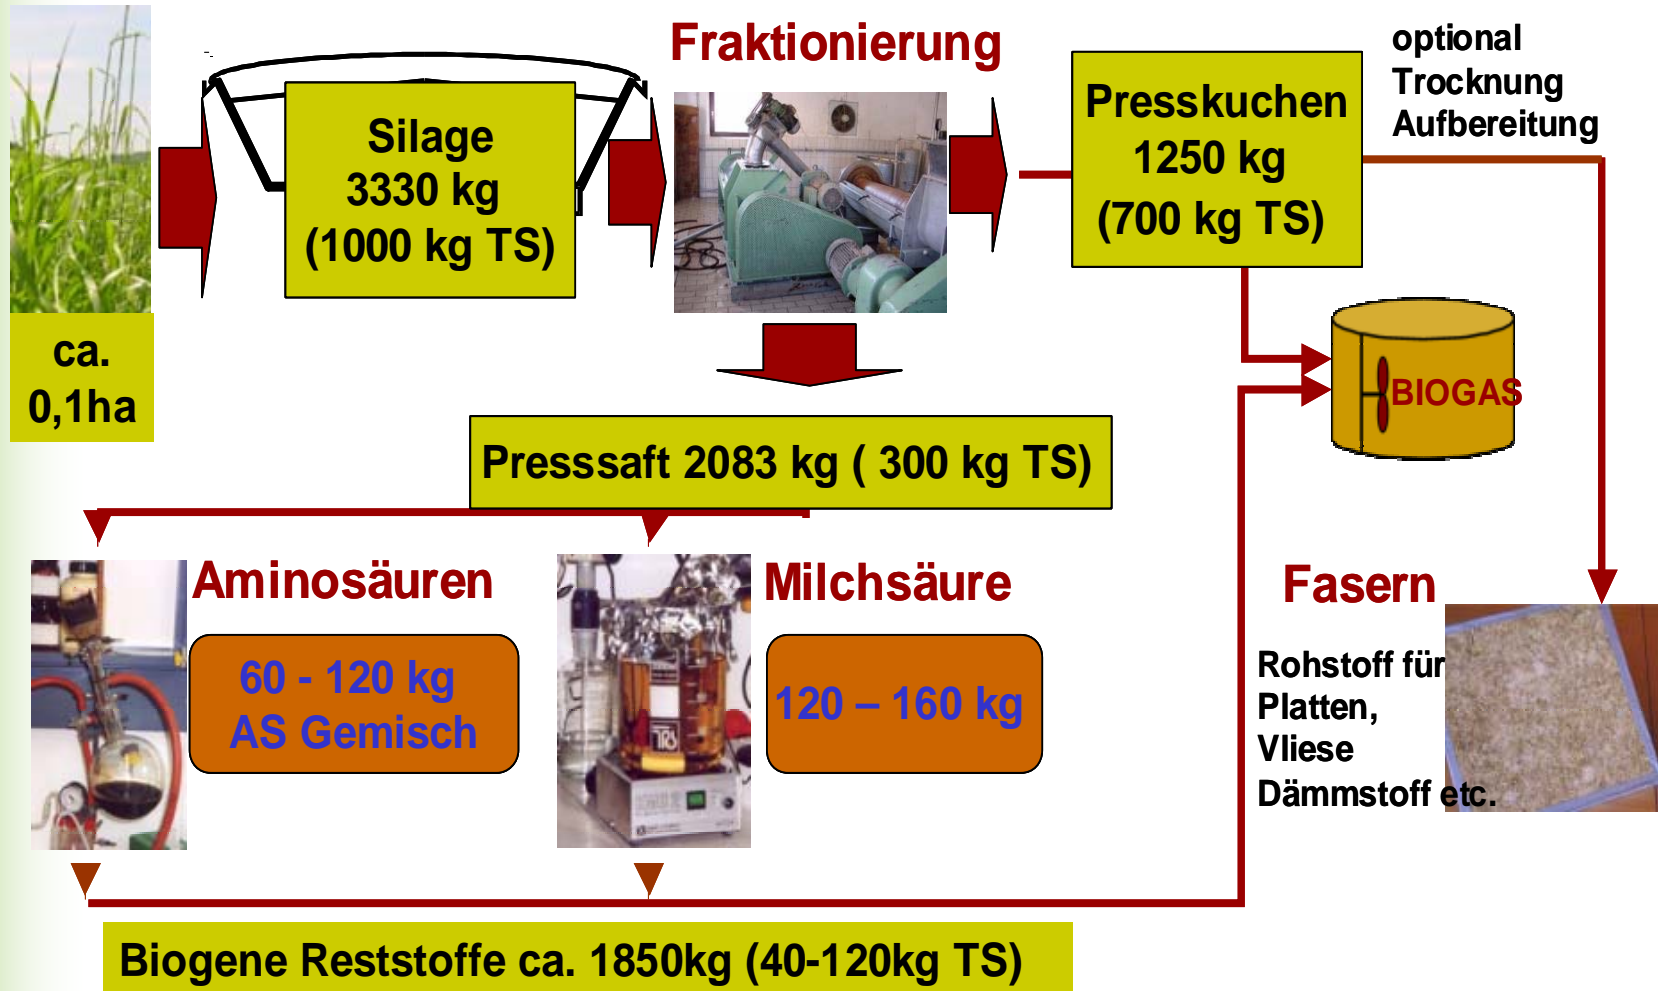 Fraktionierung
optional
Trocknung
Aufbereitung
Silage
3330 kg
(1000 kg TS)
Presskuchen
1250 kg
(700 kg TS)
ca.
0,1ha
BIOGAS
Presssaft 2083 kg ( 300 kg TS)
Aminosäuren
60 - 120 kg
AS Gemisch
Milchsäure
120 – 160 kg
Fasern
Rohstoff für
Platten,
Vliese
Dämmstoff etc.
Biogene Reststoffe ca. 1850kg (40-120kg TS)